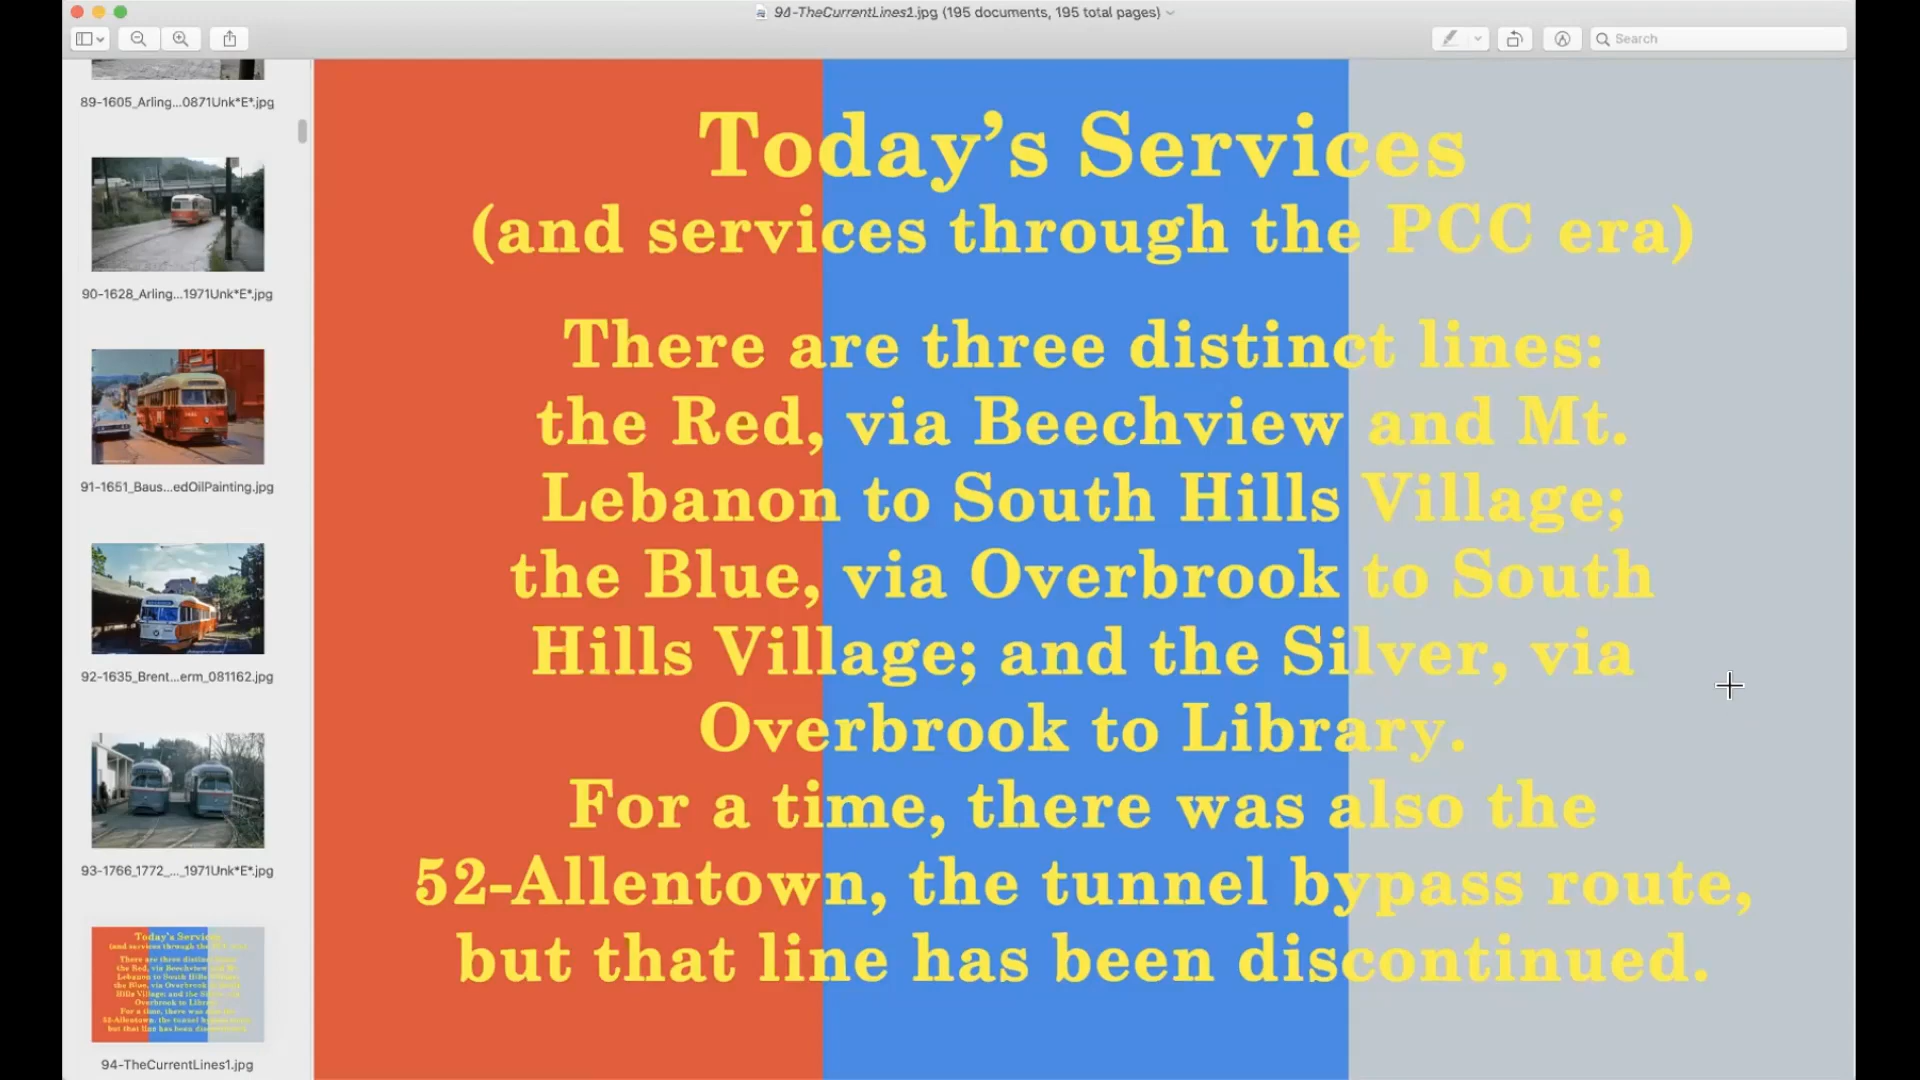 94-TheCurrentLines1.jpg (195 documents, 195 total pages)
Search
89-1605_Arling...0871Unk*E*.jpg
90-1628_Arling...1971Unk*E*.jpg
91-1651_Baus...edOilPainting.jpg
92-1635_Brent...erm_081162.jpg
93-1766_1772_..._1971Unk*E*.jpg
94-TheCurrentLines1.jpg
Today's Services
(and services through the PCC era)
There are three distinct lines:
the Red, via Beechview and Mt.
Lebanon to South Hills Village;
the Blue, via Overbrook to South
Hills Village; and the Silver, via
Overbrook to Library.
For a time, there was also the
52-Allentown, the tunnel bypass route,
but that line has been discontinued.